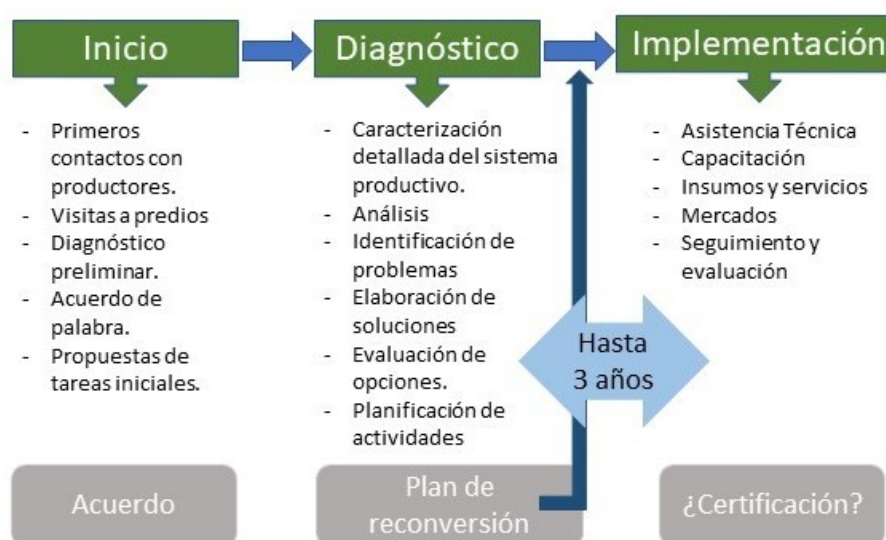 Inicio
Diagnóstico
Implementación
- Primeros
contactos con
productores.
- Visitas a predios
- Diagnóstico
preliminar.
- Acuerdo de
palabra.
- Propuestas de
tareas iniciales.
- Caracterización
detallada del sistema
productivo.
- Análisis
- Identificación de
problemas
- Elaboración de
soluciones
- Evaluación de
opciones.
- Planificación de
actividades
- Asistencia Técnica
- Capacitación
- Insumos y servicios
- Mercados
- Seguimiento y
evaluación
Hasta
3 años
Acuerdo
Plan de
reconversión
¿Certificación?